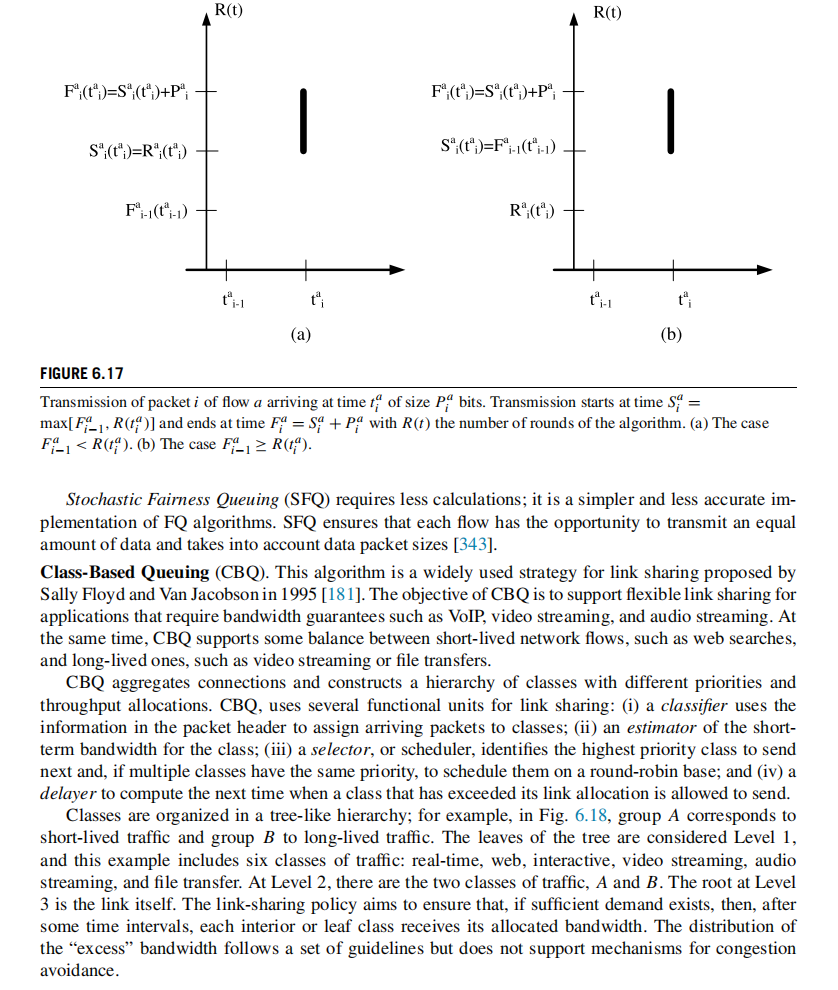 R(t)
F^a_i(t^a_i)=S^a_i(t^a_i)+P^a_i
S^a_i(t^a_i)=R^a_i(t^a_i)
F^a_{i-1}(t^a_{i-1})
t^a_{i-1}
t^a_i
(a)
R(t)
F^a_i(t^a_i)=S^a_i(t^a_i)+P^a_i
S^a_i(t^a_i)=F^a_{i-1}(t^a_{i-1})
R^a_i(t^a_i)
t^a_{i-1}
t^a_i
(b)
FIGURE 6.17
Transmission of packet i of flow a arriving at time t_i^a of size P_i^a bits. Transmission starts at time S_i^a =
max[F_{i−1}^a, R(t_i^a)] and ends at time F_i^a = S_i^a + P_i^a with R(t) the number of rounds of the algorithm. (a) The case
F_{i−1}^a < R(t_i^a). (b) The case F_{i−1}^a ≥ R(t_i^a).
Stochastic Fairness Queuing (SFQ) requires less calculations; it is a simpler and less accurate im-
plementation of FQ algorithms. SFQ ensures that each flow has the opportunity to transmit an equal
amount of data and takes into account data packet sizes [343].
Class-Based Queuing (CBQ). This algorithm is a widely used strategy for link sharing proposed by
Sally Floyd and Van Jacobson in 1995 [181]. The objective of CBQ is to support flexible link sharing for
applications that require bandwidth guarantees such as VoIP, video streaming, and audio streaming. At
the same time, CBQ supports some balance between short-lived network flows, such as web searches,
and long-lived ones, such as video streaming or file transfers.
CBQ aggregates connections and constructs a hierarchy of classes with different priorities and
throughput allocations. CBQ, uses several functional units for link sharing: (i) a classifier uses the
information in the packet header to assign arriving packets to classes; (ii) an estimator of the short-
term bandwidth for the class; (iii) a selector, or scheduler, identifies the highest priority class to send
next and, if multiple classes have the same priority, to schedule them on a round-robin base; and (iv) a
delayer to compute the next time when a class that has exceeded its link allocation is allowed to send.
Classes are organized in a tree-like hierarchy; for example, in Fig. 6.18, group A corresponds to
short-lived traffic and group B to long-lived traffic. The leaves of the tree are considered Level 1,
and this example includes six classes of traffic: real-time, web, interactive, video streaming, audio
streaming, and file transfer. At Level 2, there are the two classes of traffic, A and B. The root at Level
3 is the link itself. The link-sharing policy aims to ensure that, if sufficient demand exists, then, after
some time intervals, each interior or leaf class receives its allocated bandwidth. The distribution of
the “excess” bandwidth follows a set of guidelines but does not support mechanisms for congestion
avoidance.